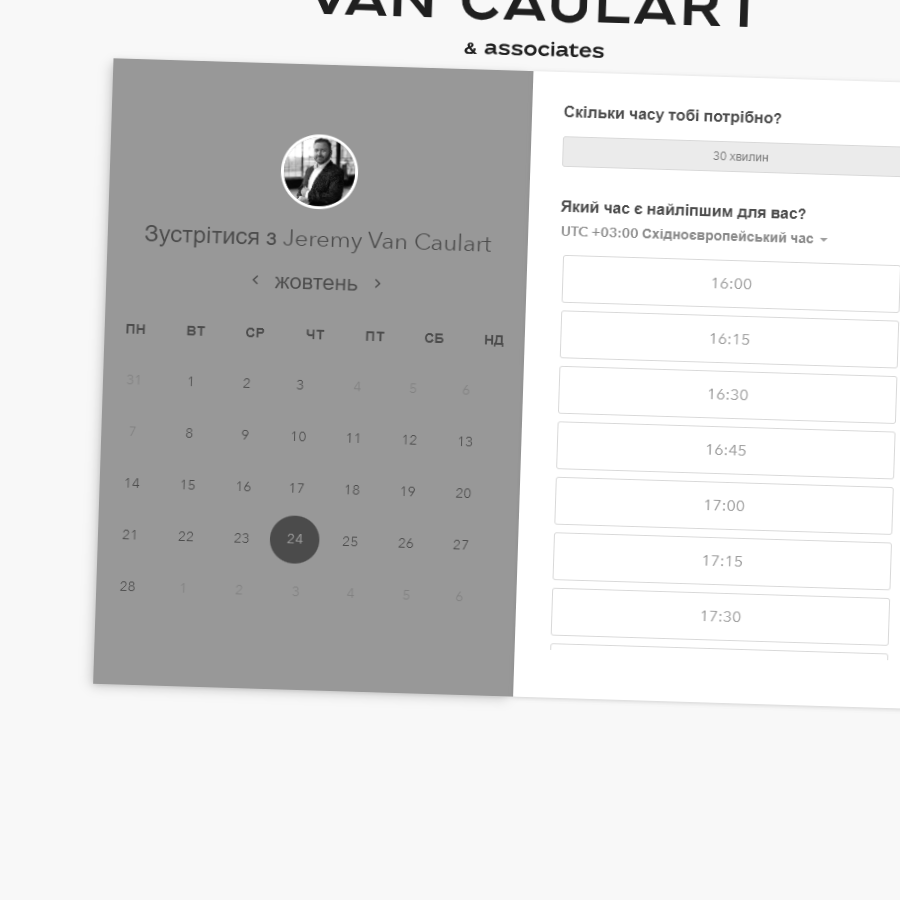 VAN CAULART
& associates
Зустрітися з Jeremy Van Caulart
жовтень
ПН ВТ СР ЧТ ПТ СБ НД
31 1 2 3 4 5 6
7 8 9 10 11 12 13
14 15 16 17 18 19 20
21 22 23 24 25 26 27
28 1 2 3 4 5 6
Скільки часу тобі потрібно?
30 хвилин
Який час є найліпшим для вас?
UTC +03:00 Східноєвропейський час
16:00
16:15
16:30
16:45
17:00
17:15
17:30